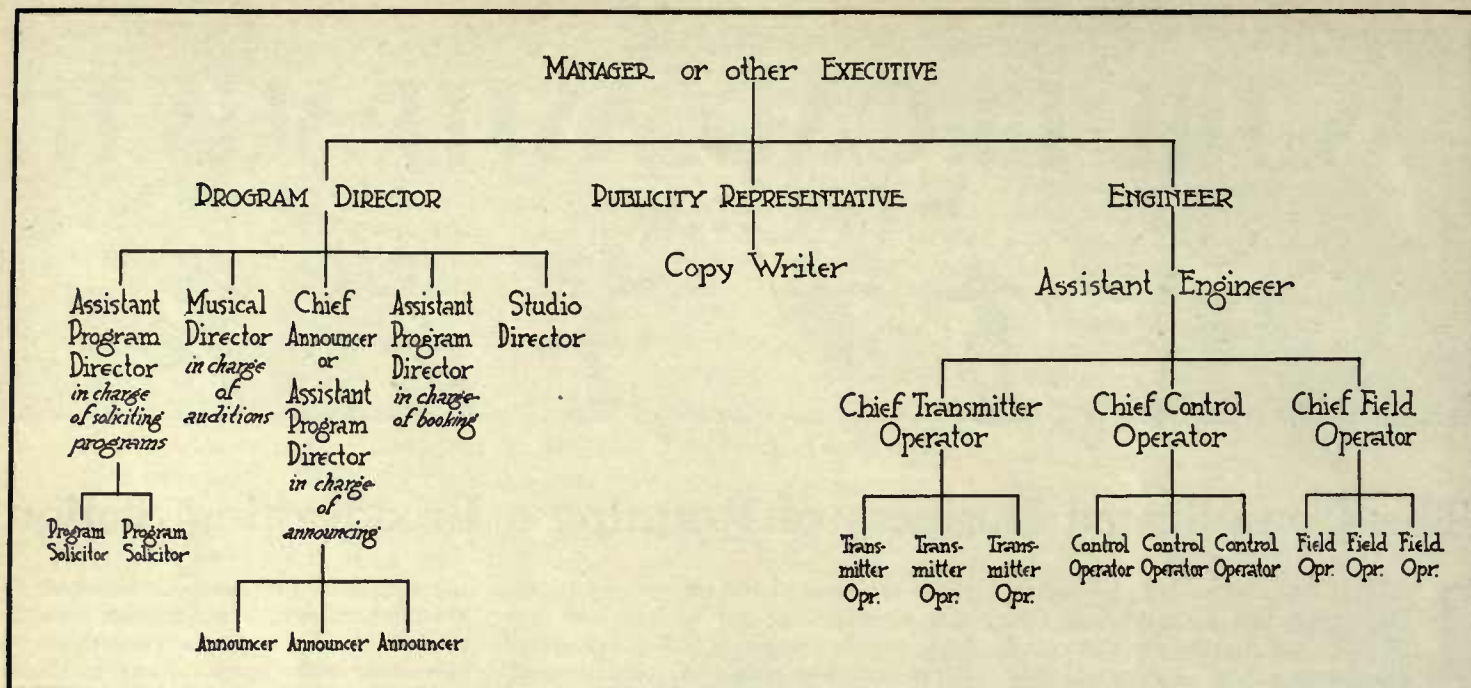 MANAGER or other EXECUTIVE
PROGRAM DIRECTOR
PUBLICITY REPRESENTATIVE
ENGINEER
Copy Writer
Assistant Engineer
Assistant
Program
Director
in charge
of soliciting
programs
Musical
Director
in charge
of
auditions
Chief
Announcer
or
Assistant
Program
Director
in charge
of
announcing
Assistant
Program
Director
in charge
of booking
Studio
Director
Chief Transmitter
Operator
Chief Control
Operator
Chief Field
Operator
Program
Solicitor
Program
Solicitor
Trans-
mitter
Opr.
Trans-
mitter
Opr.
Trans-
mitter
Opr.
Control
Operator
Control
Operator
Control
Operator
Field
Opr.
Field
Opr.
Field
Opr.
Announcer
Announcer
Announcer